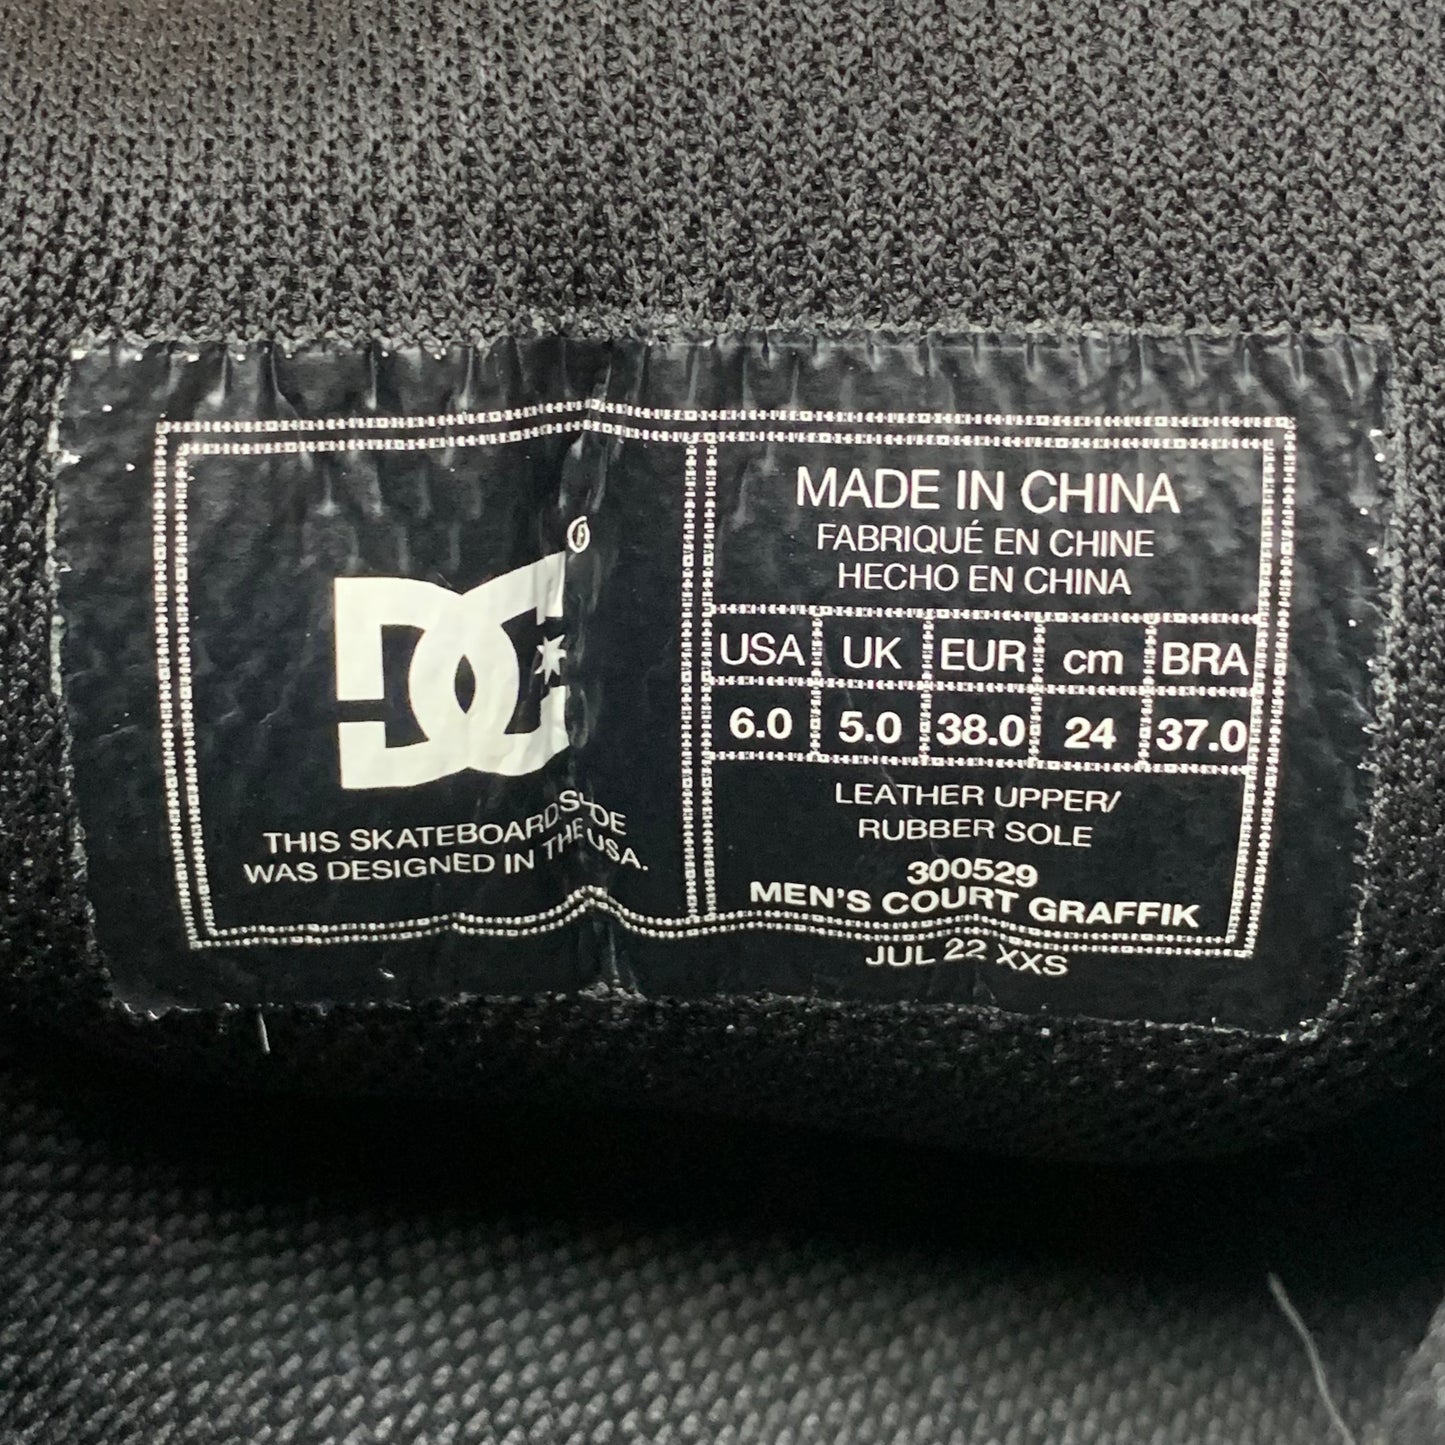 DC®
THIS SKATEBOARD SHOE
WAS DESIGNED IN THE USA.
MADE IN CHINA
FABRIQUÉ EN CHINE
HECHO EN CHINA
USA UK EUR cm BRA
6.0 5.0 38.0 24 37.0
LEATHER UPPER/
RUBBER SOLE
300529
MEN'S COURT GRAFFIK
JUL 22 XXS